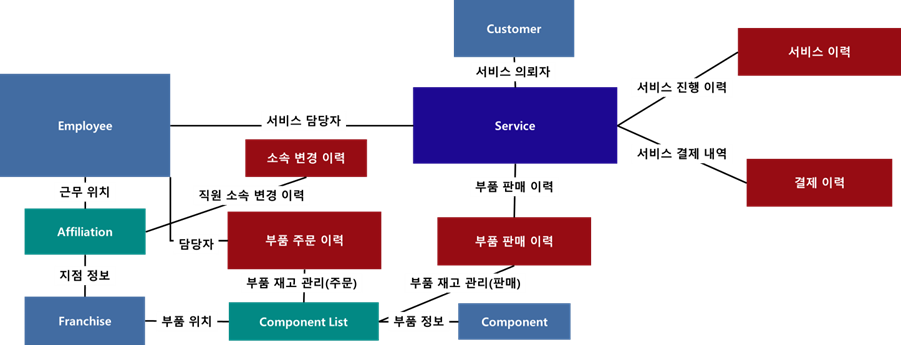 Customer
서비스 이력
서비스 의뢰자
서비스 진행 이력
Employee
서비스 담당자
Service
소속 변경 이력
서비스 결제 내역
근무 위치
직원 소속 변경 이력
부품 판매 이력
결제 이력
Affiliation
담당자
부품 주문 이력
부품 판매 이력
지점 정보
부품 재고 관리(주문)
부품 재고 관리(판매)
Franchise
부품 위치
Component List
부품 정보
Component